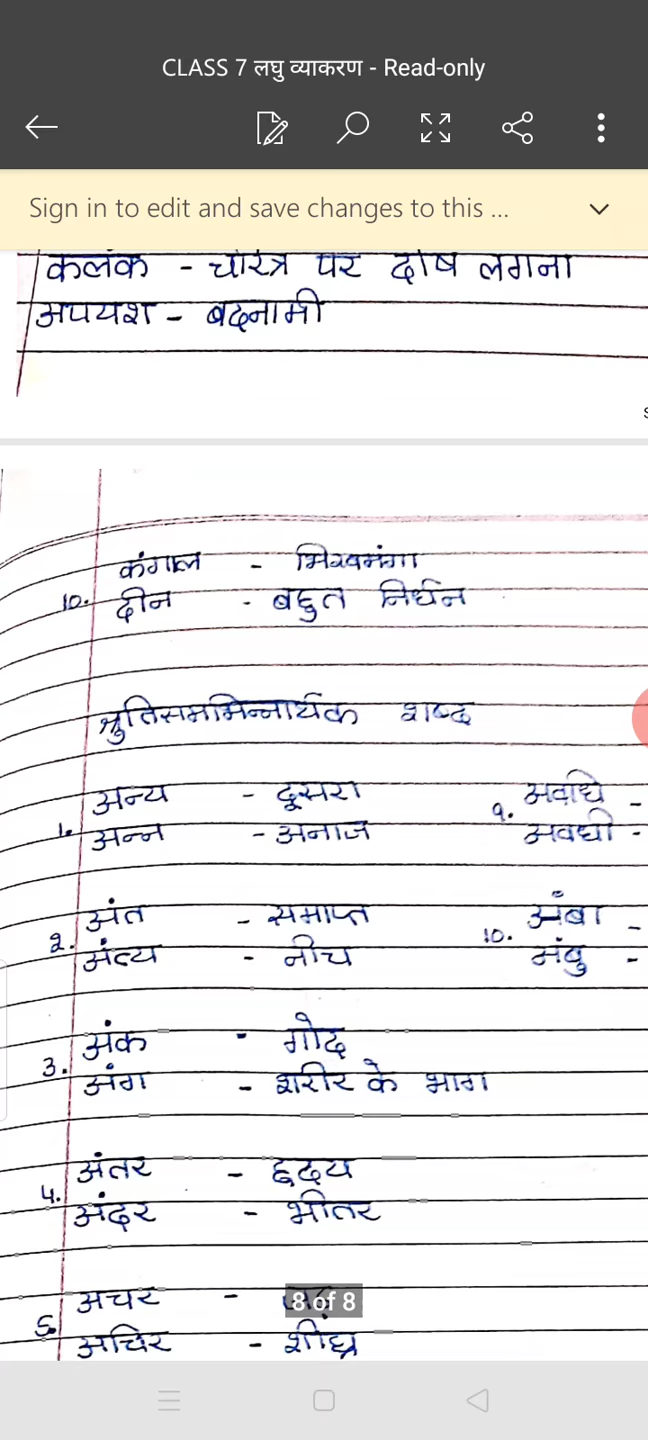 CLASS 7 लघु व्याकरण - Read-only
Sign in to edit and save changes to this ...
कलंक - चरित्र पर दोष लगना
अपयश - बदनामी
10. कंगाल - भिखमंगा
दीन - बहुत निर्धन
श्रुतिसमभिन्नार्थक शब्द
1. अन्य - दूसरा
अन्न - अनाज
2. अंत - समाप्त
अंत्य - नीच
3. अंक - गोद
अंग - शरीर के भाग
4. अंतर - हृदय
अंदर - भीतर
5. अचर -
अचिर - शीघ्र
9. अवधि -
अवधी -
10. अंबा -
अंबु -
8 of 8